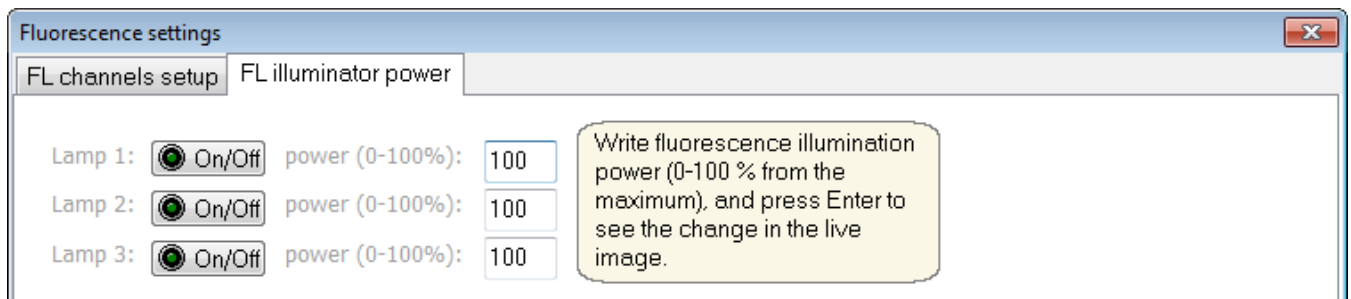 Fluorescence settings
FL channels setup FL illuminator power
Lamp 1: On/Off power (0-100%): 100
Lamp 2: On/Off power (0-100%): 100
Lamp 3: On/Off power (0-100%): 100
Write fluorescence illumination
power (0-100 % from the
maximum), and press Enter to
see the change in the live
image.